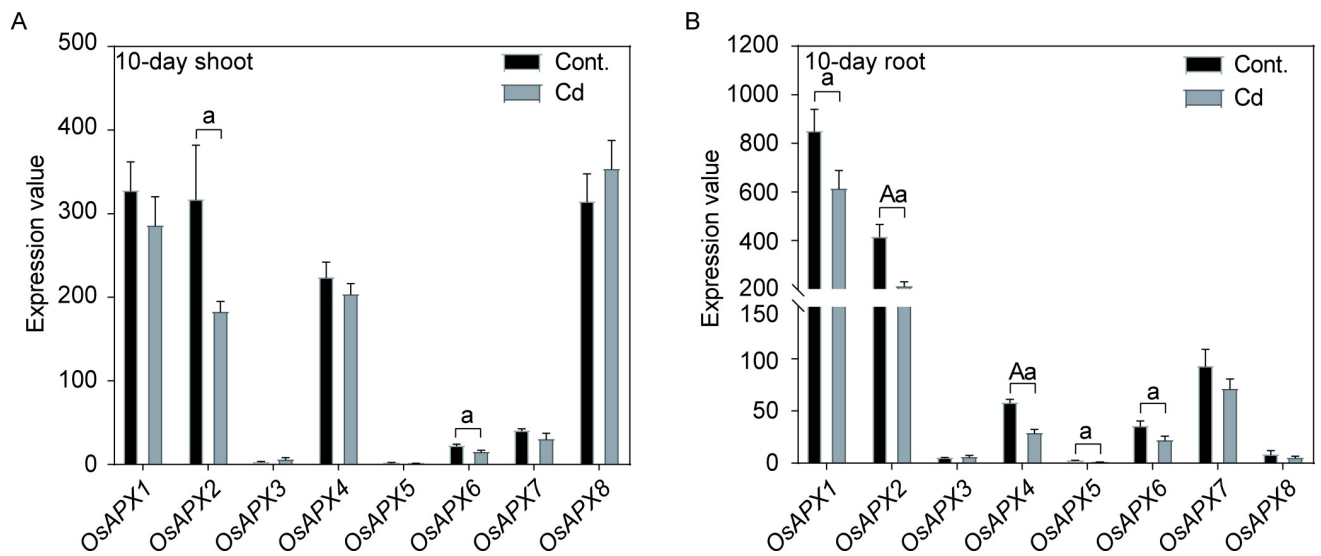 A
10-day shoot
Cont.
Cd
Expression value
500
400
300
200
100
0
a
a
OsAPX1
OsAPX2
OsAPX3
OsAPX4
OsAPX5
OsAPX6
OsAPX7
OsAPX8
B
10-day root
Cont.
Cd
Expression value
1200
1000
800
600
400
200
150
100
50
0
a
Aa
Aa
a
a
OsAPX1
OsAPX2
OsAPX3
OsAPX4
OsAPX5
OsAPX6
OsAPX7
OsAPX8